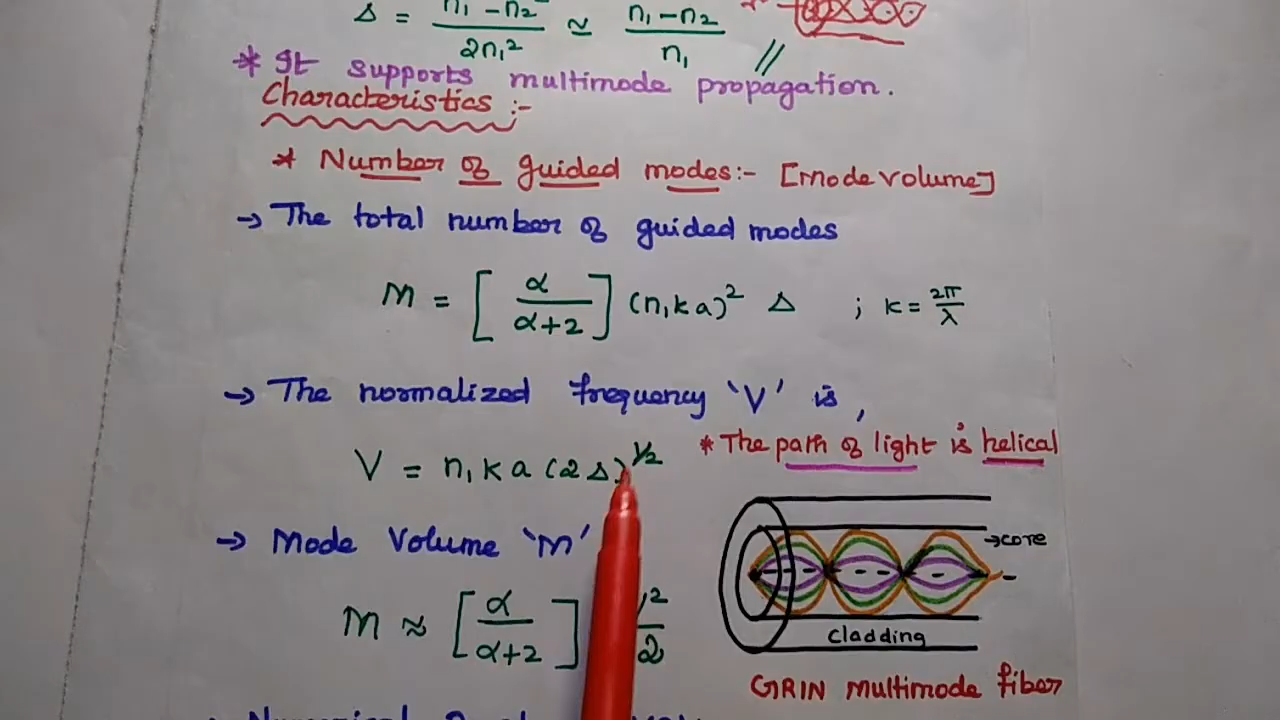 Δ = n₁ - n₂ / 2n₁² ≃ n₁ - n₂ / n₁ //
* It supports multimode propagation.
Characteristics :-
* Number of guided modes:- [Mode volume]
→ The total number of guided modes
M = [α / α+2] (n₁ka)² Δ ; k = 2π/λ
→ The normalized frequency 'V' is,
V = n₁ka(2Δ)^1/2
* The path of light is helical
→ Mode Volume 'M'
M ≈ [α / α+2] 2 / 2
→ core
cladding
GRIN multimode fiber